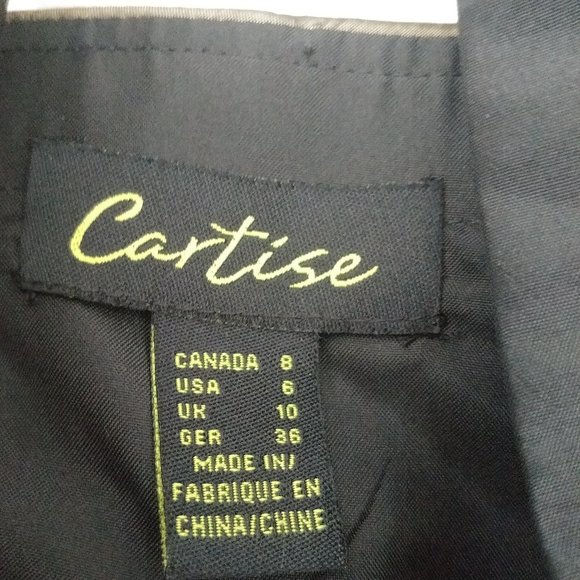 Cartise
CANADA 8
USA 6
UK 10
GER 36
MADE IN/
FABRIQUE EN
CHINA/CHINE